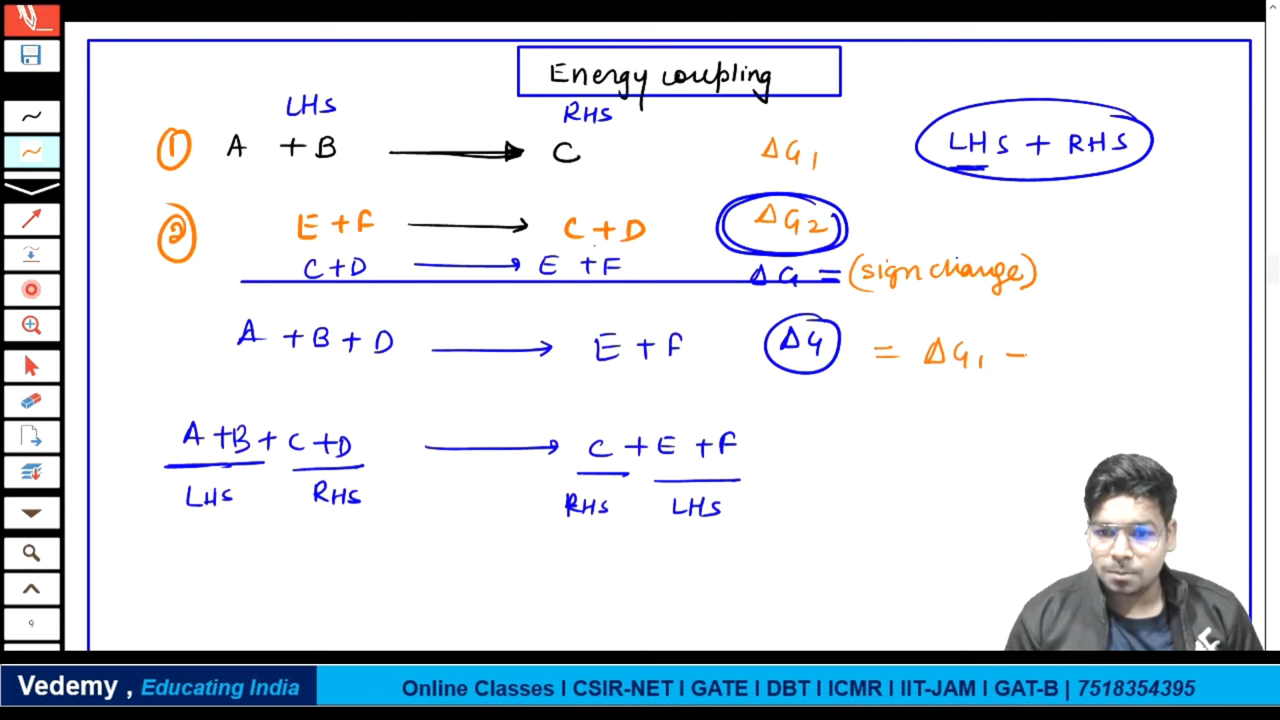 Energy coupling
LHS RHS
① A + B → C ΔG1 LHS + RHS
② E + F → C + D ΔG2
C + D → E + F ΔG = (sign change)
A + B + D → E + F ΔG = ΔG1 –
A + B + C + D → C + E + F
LHS RHS RHS LHS
Vedemy , Educating India Online Classes I CSIR-NET I GATE I DBT I ICMR I IIT-JAM I GAT-B | 7518354395